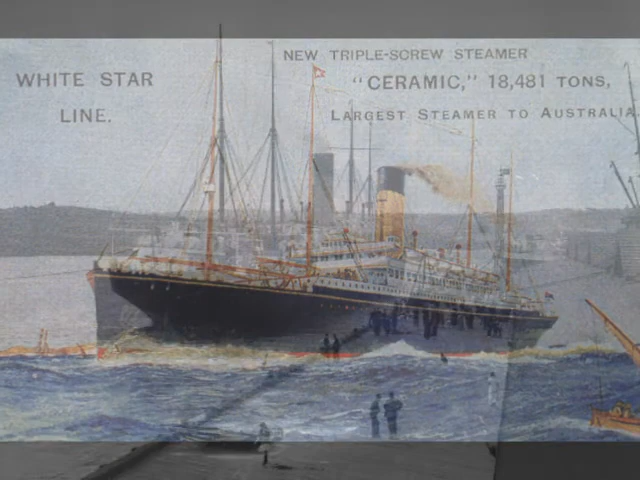 NEW TRIPLE-SCREW STEAMER
WHITE STAR
LINE.
"CERAMIC," 18,481 TONS,
LARGEST STEAMER TO AUSTRALIA.